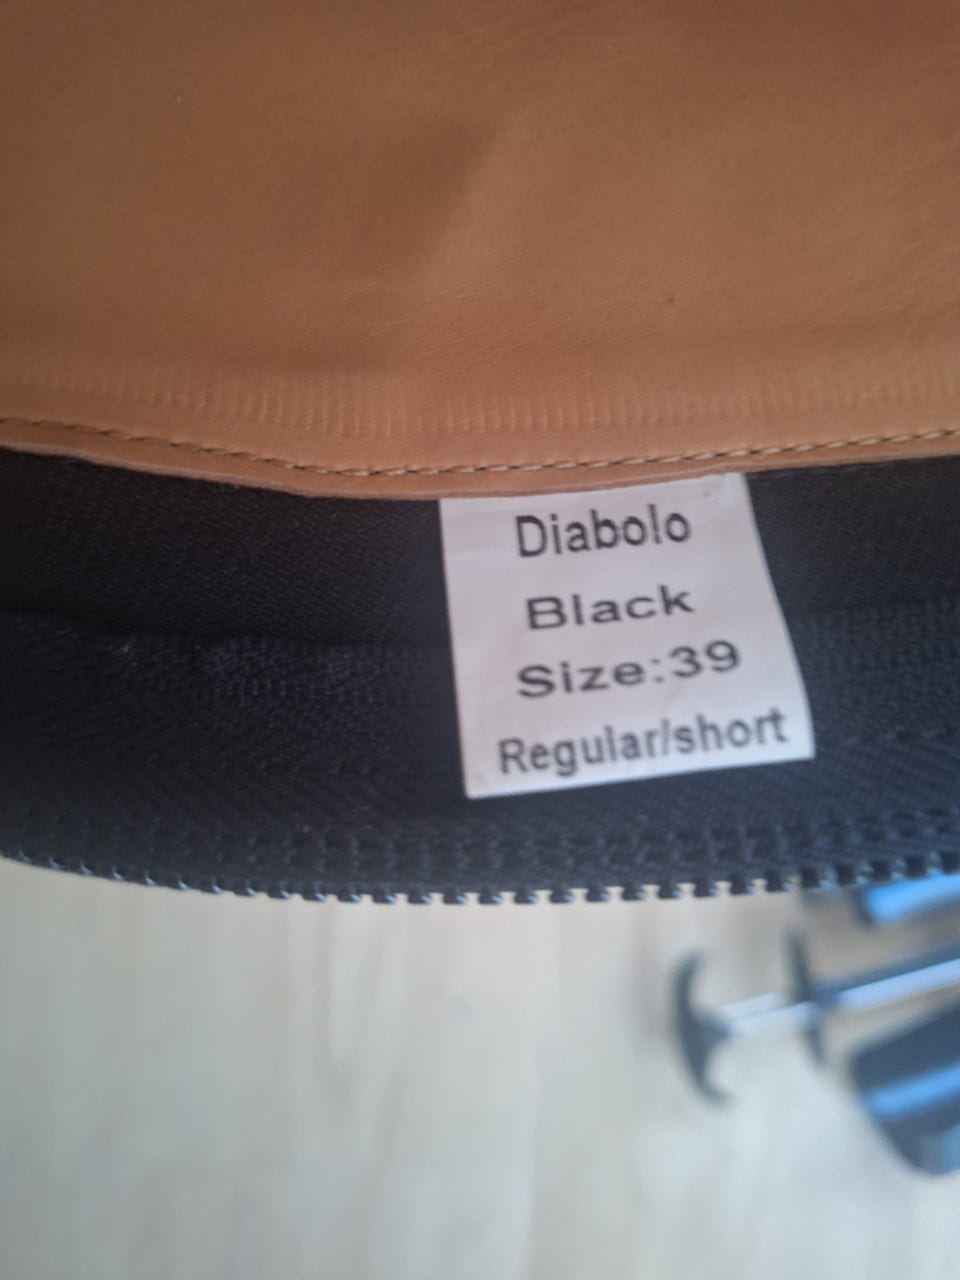 Diabolo
Black
Size:39
Regular/short